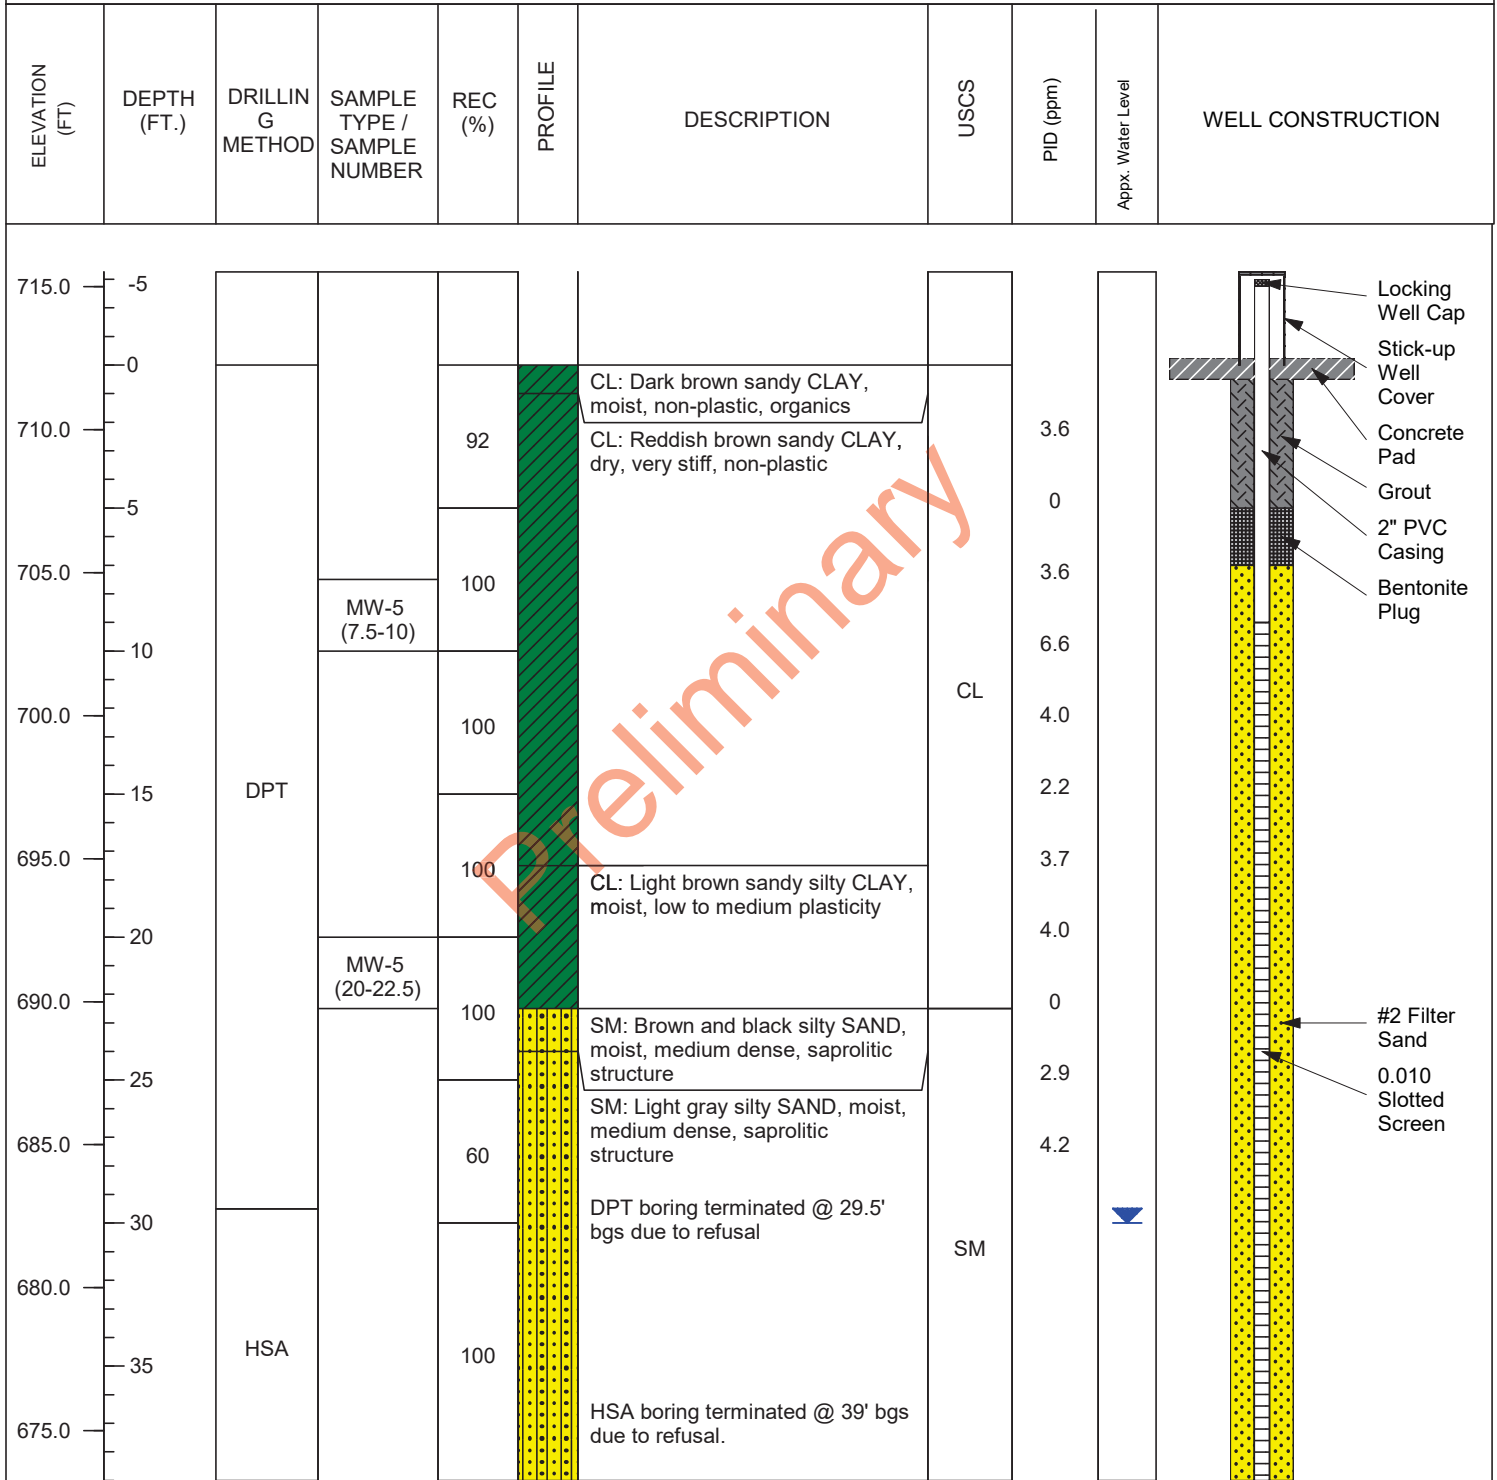 ELEVATION
(FT)
DEPTH
(FT.)
DRILLIN
G
METHOD
SAMPLE
TYPE /
SAMPLE
NUMBER
REC
(%)
PROFILE
DESCRIPTION
USCS
PID (ppm)
Appx. Water Level
WELL CONSTRUCTION
715.0
710.0
705.0
700.0
695.0
690.0
685.0
680.0
675.0
-5
0
5
10
15
20
25
30
35
DPT
HSA
MW-5
(7.5-10)
MW-5
(20-22.5)
92
100
100
100
100
60
100
CL: Dark brown sandy CLAY,
moist, non-plastic, organics
CL: Reddish brown sandy CLAY,
dry, very stiff, non-plastic
CL: Light brown sandy silty CLAY,
moist, low to medium plasticity
SM: Brown and black silty SAND,
moist, medium dense, saprolitic
structure
SM: Light gray silty SAND, moist,
medium dense, saprolitic
structure
DPT boring terminated @ 29.5'
bgs due to refusal
HSA boring terminated @ 39' bgs
due to refusal.
Preliminary
CL
SM
3.6
0
3.6
6.6
4.0
2.2
3.7
4.0
0
2.9
4.2
Locking
Well Cap
Stick-up
Well
Cover
Concrete
Pad
Grout
2" PVC
Casing
Bentonite
Plug
#2 Filter
Sand
0.010
Slotted
Screen